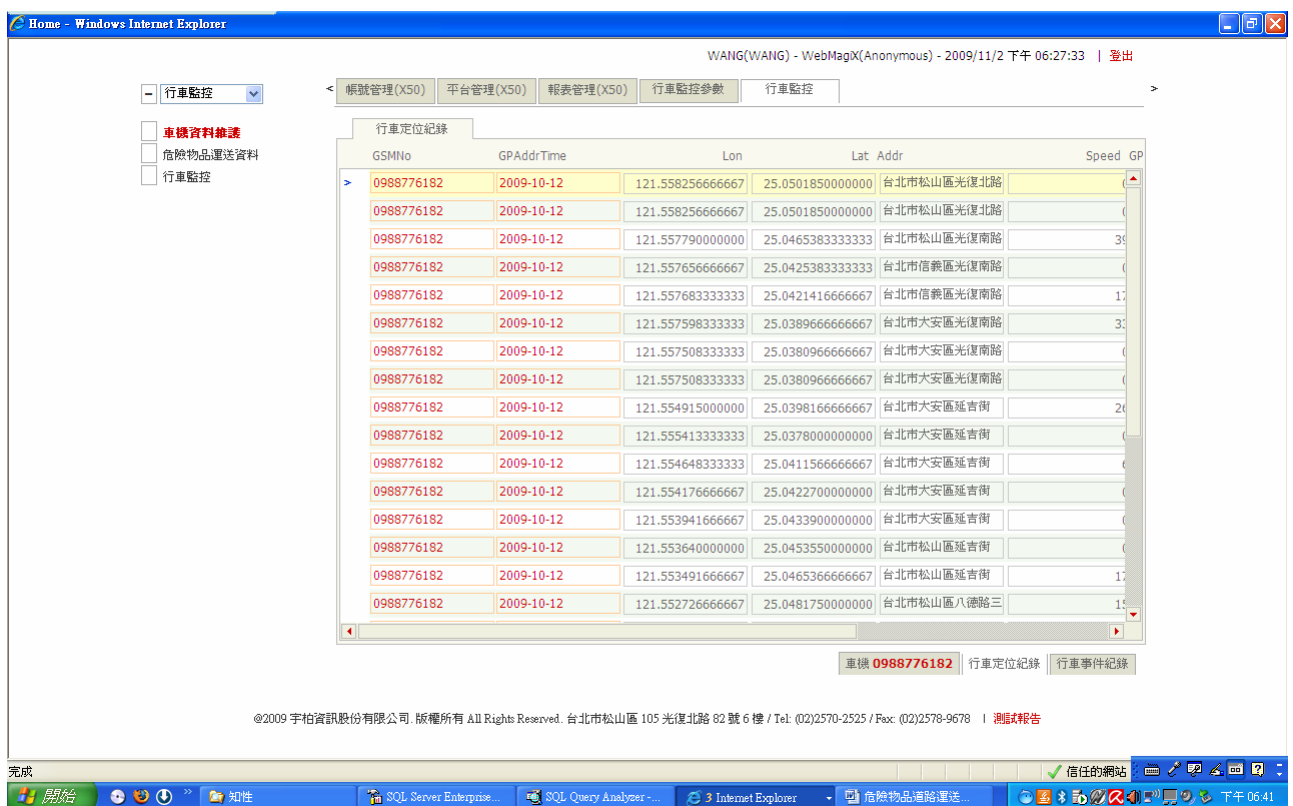 Home - Windows Internet Explorer
WANG(WANG) - WebMagiX(Anonymous) - 2009/11/2 下午 06:27:33 | 登出
- 行車監控 < 帳號管理(X50) 平台管理(X50) 報表管理(X50) 行車監控參數 行車監控 >
車機資料維護
危險物品運送資料
行車監控
行車定位紀錄
GSMNo GPAddrTime Lon Lat Addr Speed GP
> 0988776182 2009-10-12 121.558256666667 25.0501850000000 台北市松山區光復北路
0988776182 2009-10-12 121.558256666667 25.0501850000000 台北市松山區光復北路
0988776182 2009-10-12 121.557790000000 25.0465383333333 台北市松山區光復南路 39
0988776182 2009-10-12 121.557656666667 25.0425383333333 台北市信義區光復南路
0988776182 2009-10-12 121.557683333333 25.0421416666667 台北市信義區光復南路
0988776182 2009-10-12 121.557598333333 25.0389666666667 台北市大安區光復南路
0988776182 2009-10-12 121.557508333333 25.0380966666667 台北市大安區光復南路
0988776182 2009-10-12 121.557508333333 25.0380966666667 台北市大安區光復南路
0988776182 2009-10-12 121.554915000000 25.0398166666667 台北市大安區延吉街 26
0988776182 2009-10-12 121.555413333333 25.0378000000000 台北市大安區延吉街
0988776182 2009-10-12 121.554648333333 25.0411566666667 台北市大安區延吉街
0988776182 2009-10-12 121.554176666667 25.0422700000000 台北市大安區延吉街
0988776182 2009-10-12 121.553941666667 25.0433900000000 台北市大安區延吉街
0988776182 2009-10-12 121.553640000000 25.0453550000000 台北市松山區延吉街
0988776182 2009-10-12 121.553491666667 25.0465366666667 台北市松山區延吉街
0988776182 2009-10-12 121.552726666667 25.0481750000000 台北市松山區八德路三
車機 0988776182 行車定位紀錄 行車事件紀錄
@2009 宇柏資訊股份有限公司. 版權所有 All Rights Reserved. 台北市松山區 105 光復北路 82 號 6 樓 / Tel: (02)2570-2525 / Fax: (02)2578-9678 | 測試報告
完成 信任的網站
開始 知性 SQL Server Enterprise... SQL Query Analyzer -... 3 Internet Explorer 危險物品道路運送... 下午 06:41